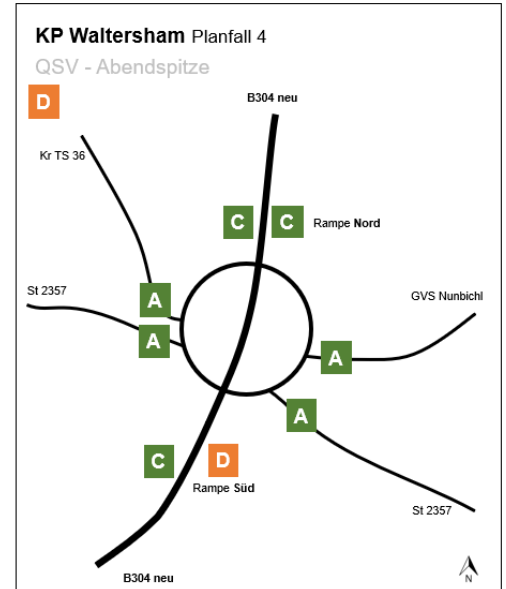 KP Waltersham Planfall 4
QSV - Abendspitze
D
B304 neu
Kr TS 36
C C Rampe Nord
St 2357
GVS Nunbichl
A
A
A
A
C D
Rampe Süd
St 2357
B304 neu
N